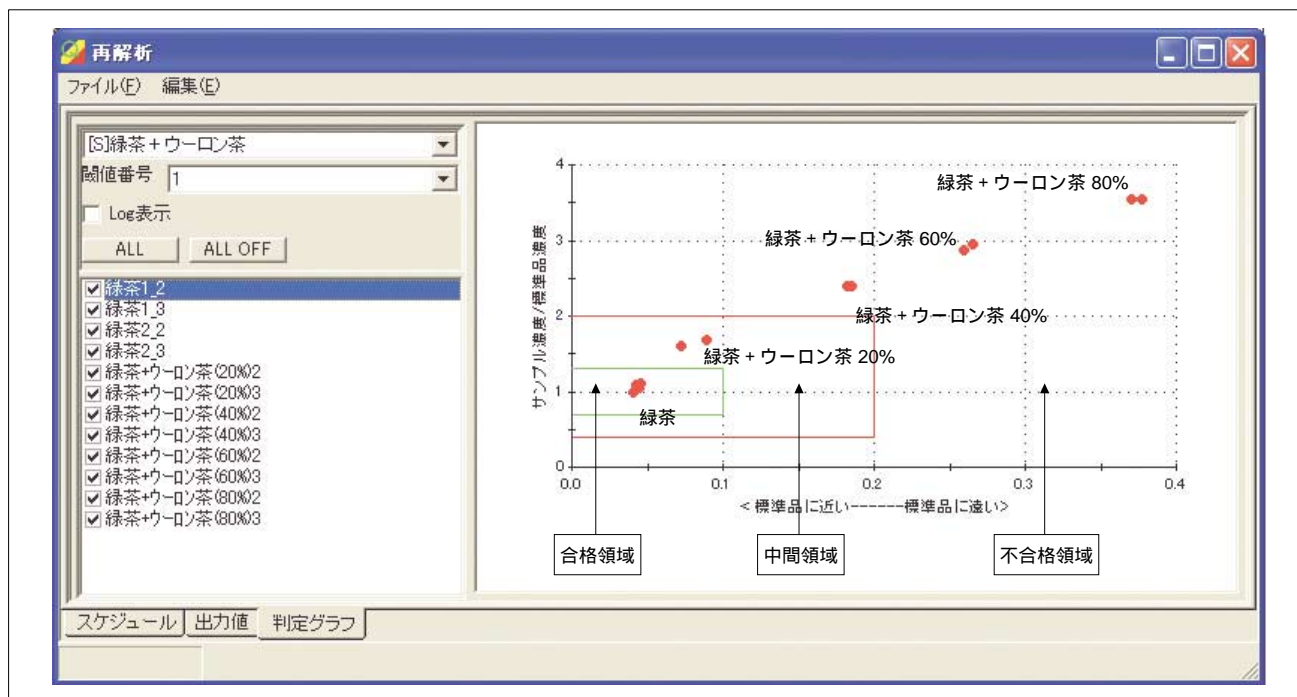 再解析
ファイル(F) 編集(E)
[S]緑茶+ウーロン茶
閾値番号 1
Log表示
ALL ALL OFF
緑茶1_2
緑茶1_3
緑茶2_2
緑茶2_3
緑茶+ウーロン茶(20%)2
緑茶+ウーロン茶(20%)3
緑茶+ウーロン茶(40%)2
緑茶+ウーロン茶(40%)3
緑茶+ウーロン茶(60%)2
緑茶+ウーロン茶(60%)3
緑茶+ウーロン茶(80%)2
緑茶+ウーロン茶(80%)3
サンプル濃度/標準品濃度
4
3
2
1
0
緑茶 + ウーロン茶 80%
緑茶 + ウーロン茶 60%
緑茶 + ウーロン茶 40%
緑茶 + ウーロン茶 20%
緑茶
0.0 0.1 0.2 0.3 0.4
<標準品に近い------標準品に遠い>
合格領域 中間領域 不合格領域
スケジュール 出力値 判定グラフ